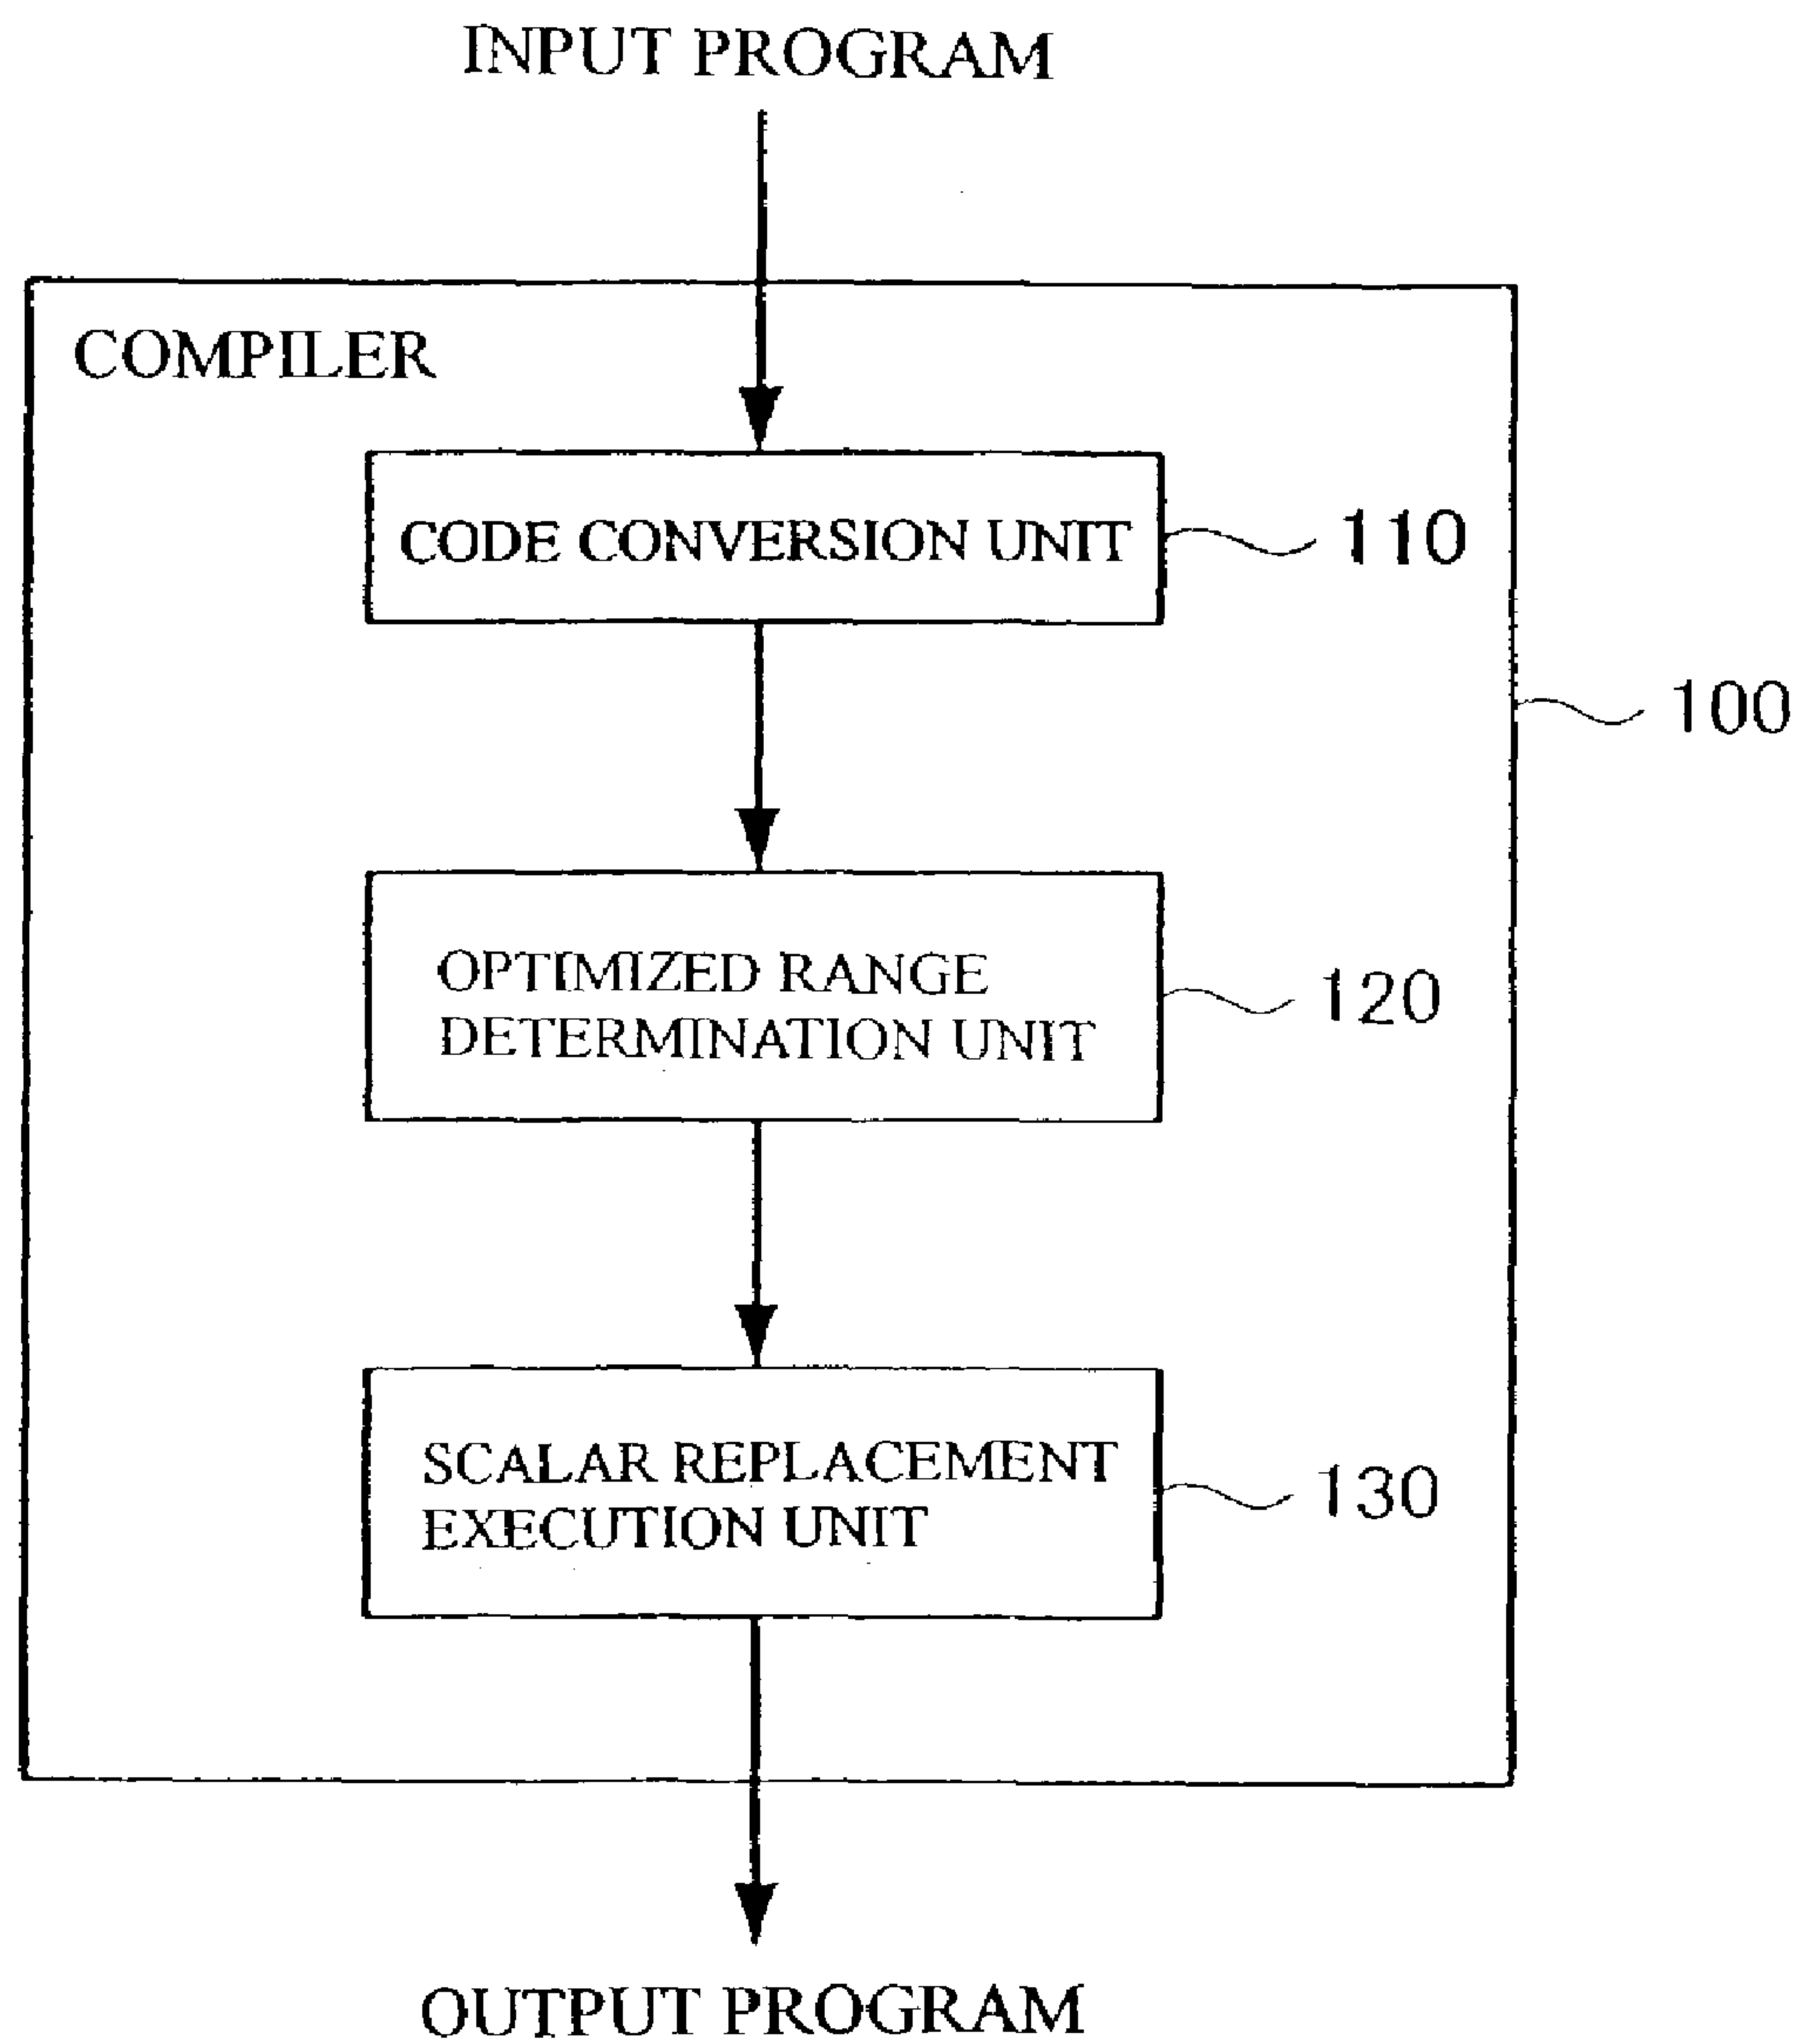 INPUT PROGRAM
COMPILER
CODE CONVERSION UNIT
110
100
OPTIMIZED RANGE
DETERMINATION UNIT
120
SCALAR REPLACEMENT
EXECUTION UNIT
130
OUTPUT PROGRAM